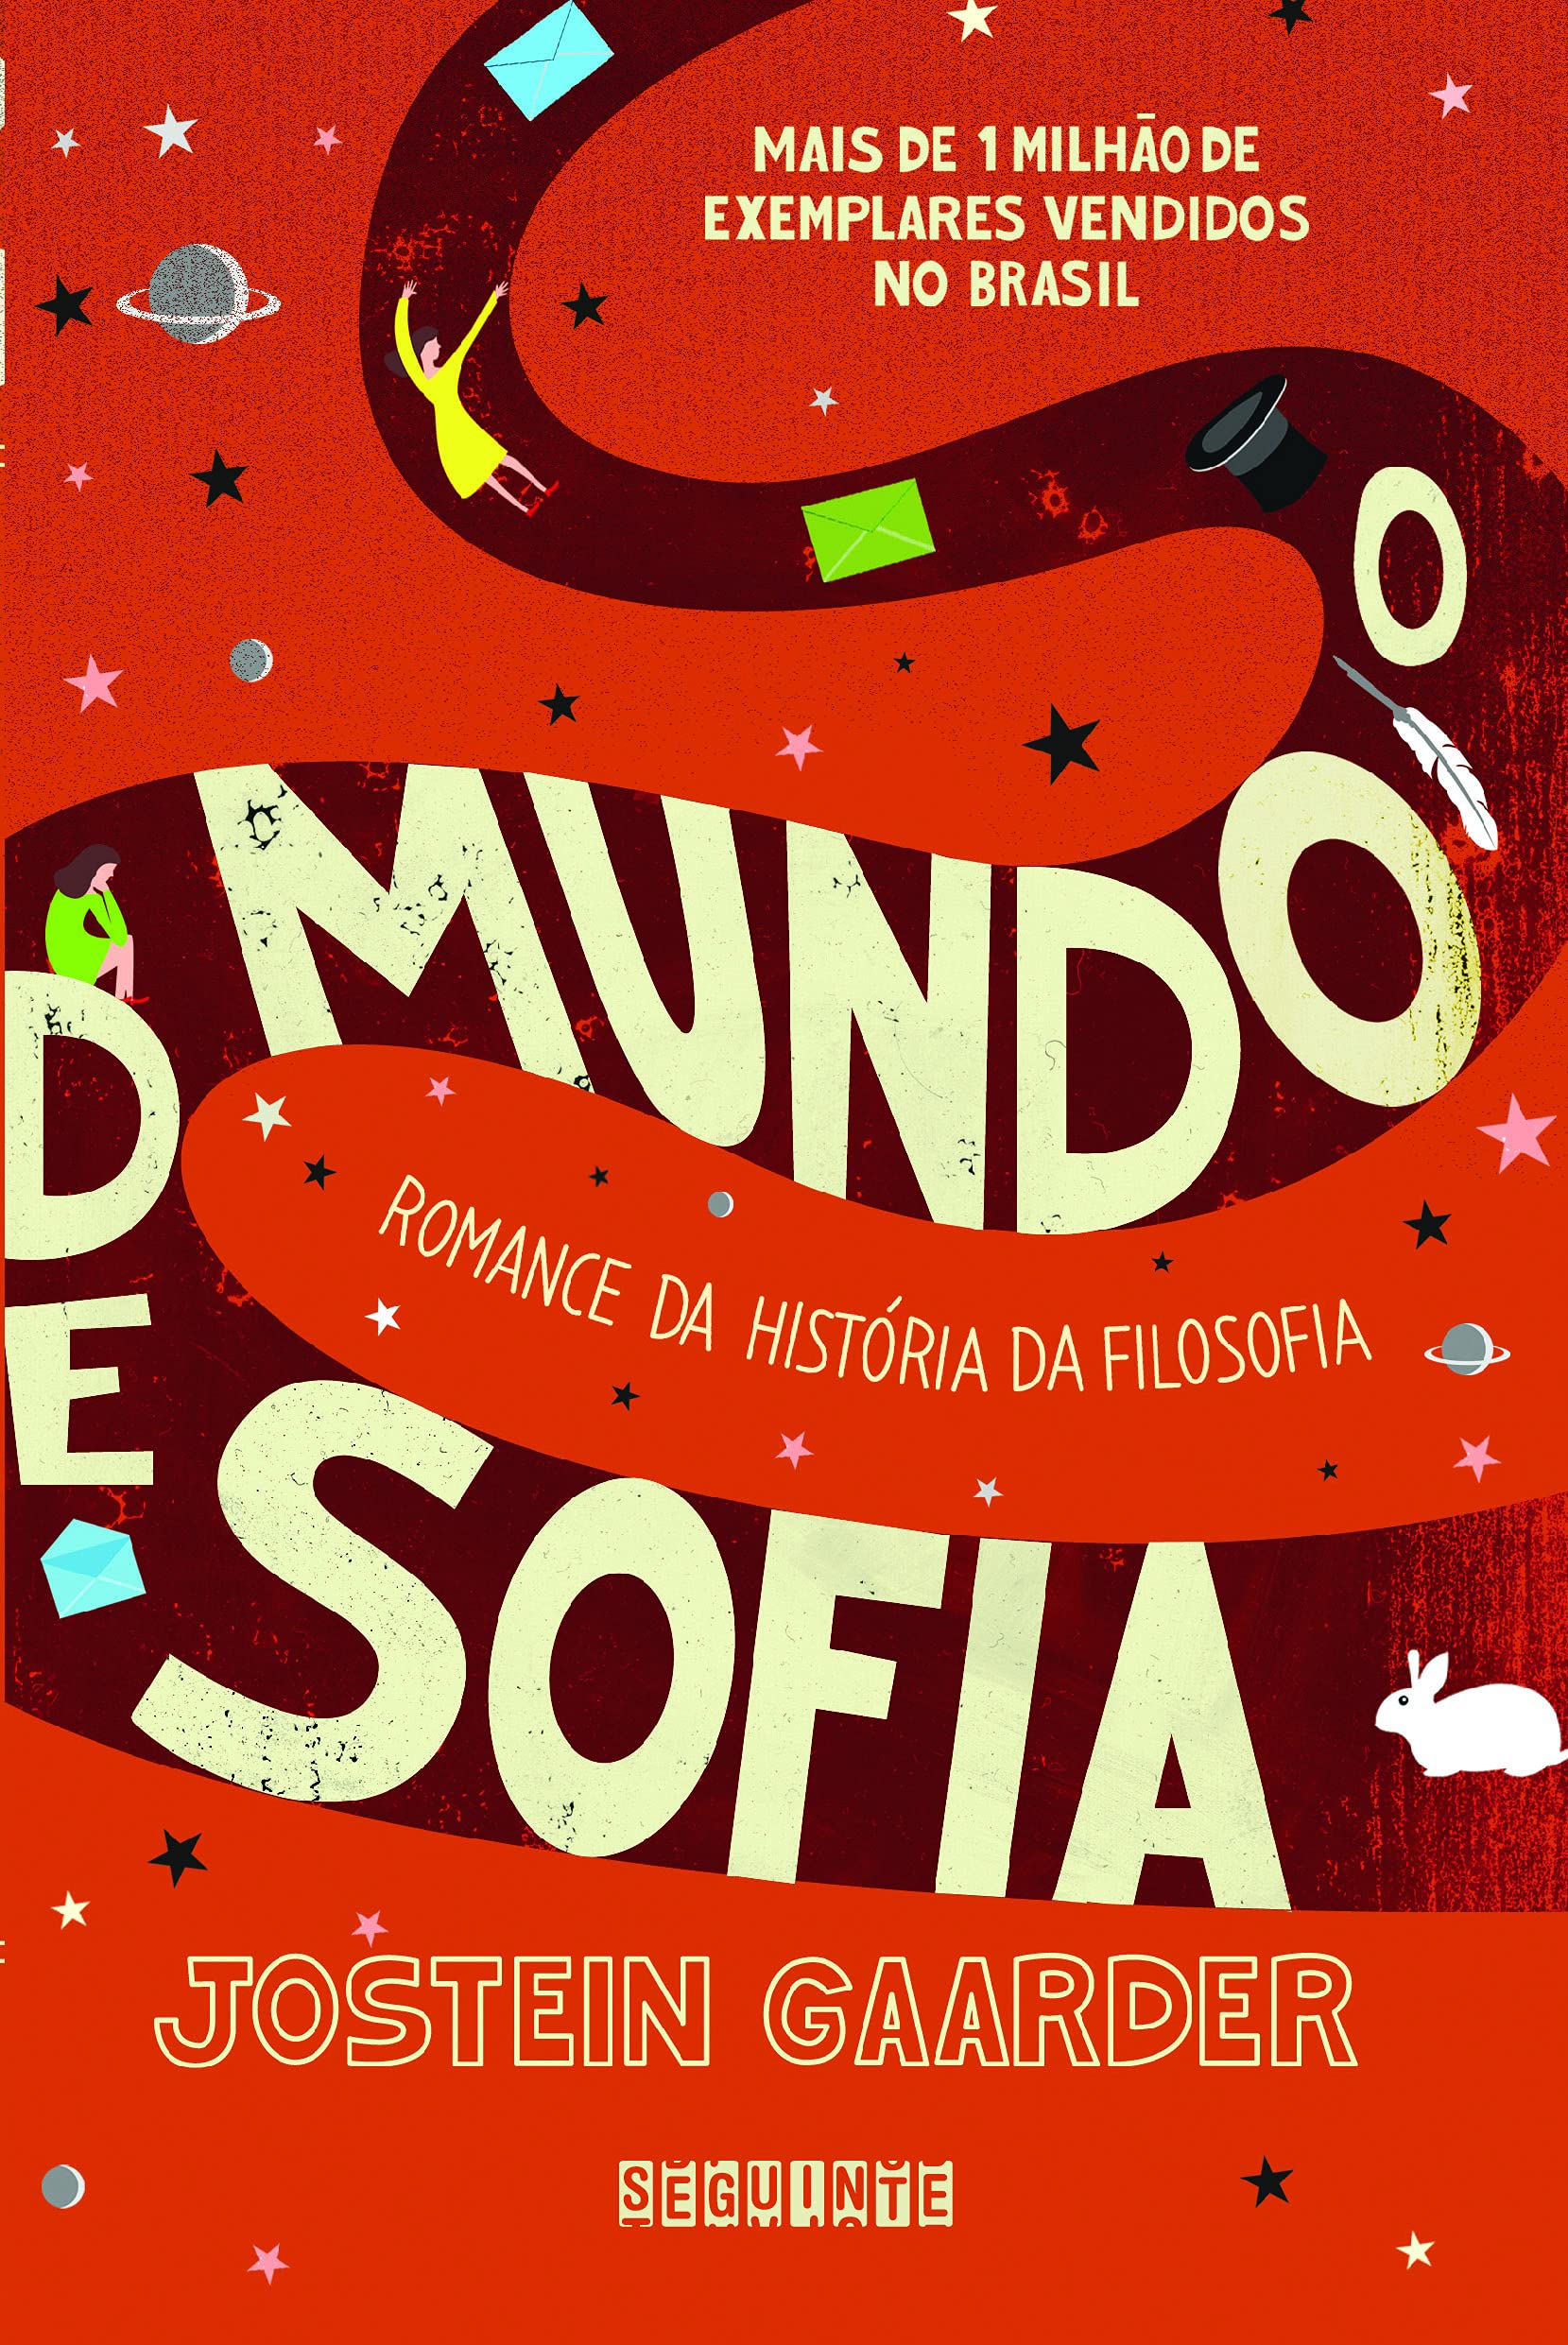 MAIS DE 1 MILHÃO DE
EXEMPLARES VENDIDOS
NO BRASIL
O
MUNDO
DE
SOFIA
ROMANCE DA HISTÓRIA DA FILOSOFIA
JOSTEIN GAARDER
SEGUINTE